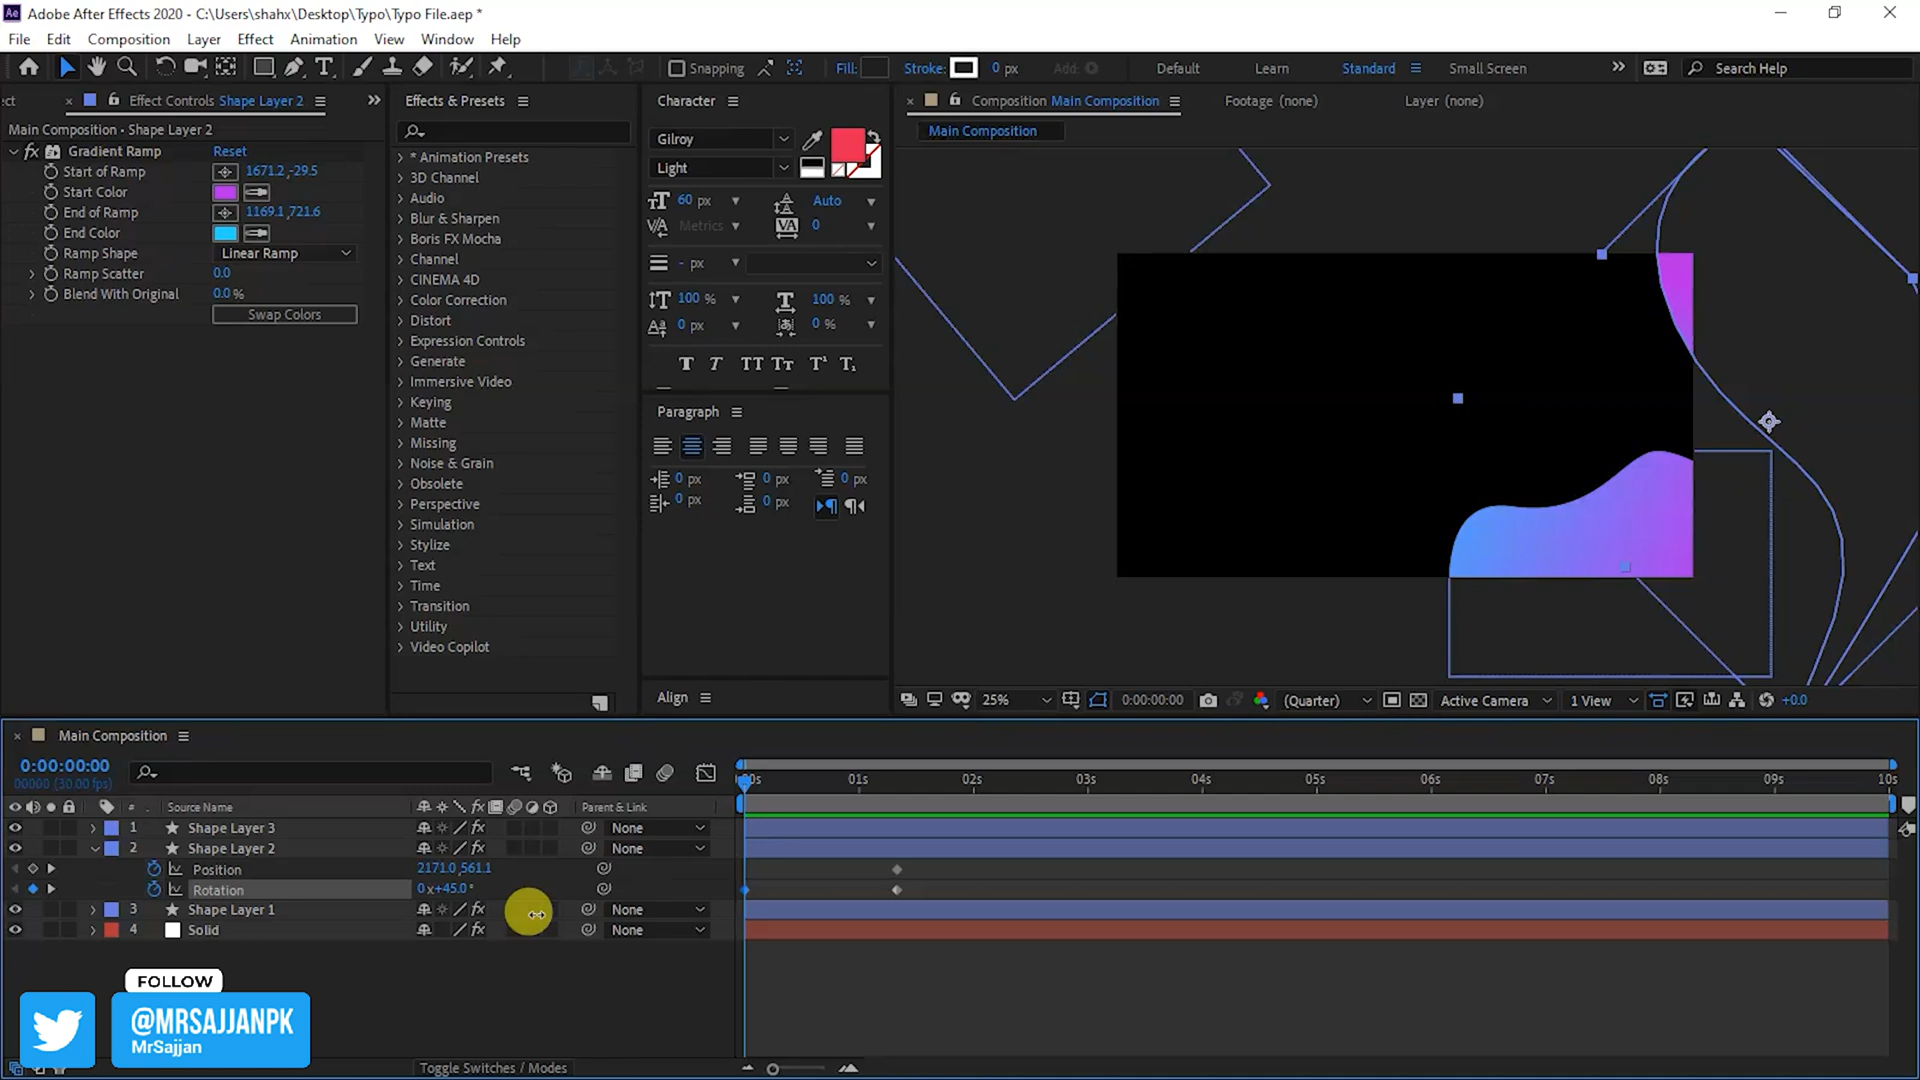 Adobe After Effects 2020 - C:\Users\shahx\Desktop\Typo\Typo File.aep *
File Edit Composition Layer Effect Animation View Window Help
Snapping Fill: Stroke: 0 px Add: Default Learn Standard Small Screen Search Help
ect Effect Controls Shape Layer 2
Main Composition • Shape Layer 2
fx Gradient Ramp Reset
Start of Ramp 1671.2 ,-29.5
Start Color
End of Ramp 1169.1 ,721.6
End Color
Ramp Shape Linear Ramp
Ramp Scatter 0.0
Blend With Original 0.0 %
Swap Colors
Effects & Presets
* Animation Presets
3D Channel
Audio
Blur & Sharpen
Boris FX Mocha
Channel
CINEMA 4D
Color Correction
Distort
Expression Controls
Generate
Immersive Video
Keying
Matte
Missing
Noise & Grain
Obsolete
Perspective
Simulation
Stylize
Text
Time
Transition
Utility
Video Copilot
Character
Gilroy
Light
60 px Auto
Metrics 0
- px
100 % 100 %
0 px 0 %
T T TT Tt T¹ T₁
Paragraph
0 px 0 px 0 px
0 px 0 px
Align
Composition Main Composition Footage (none) Layer (none)
Main Composition
25% 0:00:00:00 (Quarter) Active Camera 1 View +0.0
Main Composition
0:00:00:00
00000 (30.00 fps)
00s 01s 02s 03s 04s 05s 06s 07s 08s 09s 10s
# Source Name Parent & Link
1 Shape Layer 3 None
2 Shape Layer 2 None
Position 2171.0 ,561.1
Rotation 0 x+45.0 °
3 Shape Layer 1 None
4 Solid None
FOLLOW
@MRSAJJANPK
MrSajjan
Toggle Switches / Modes